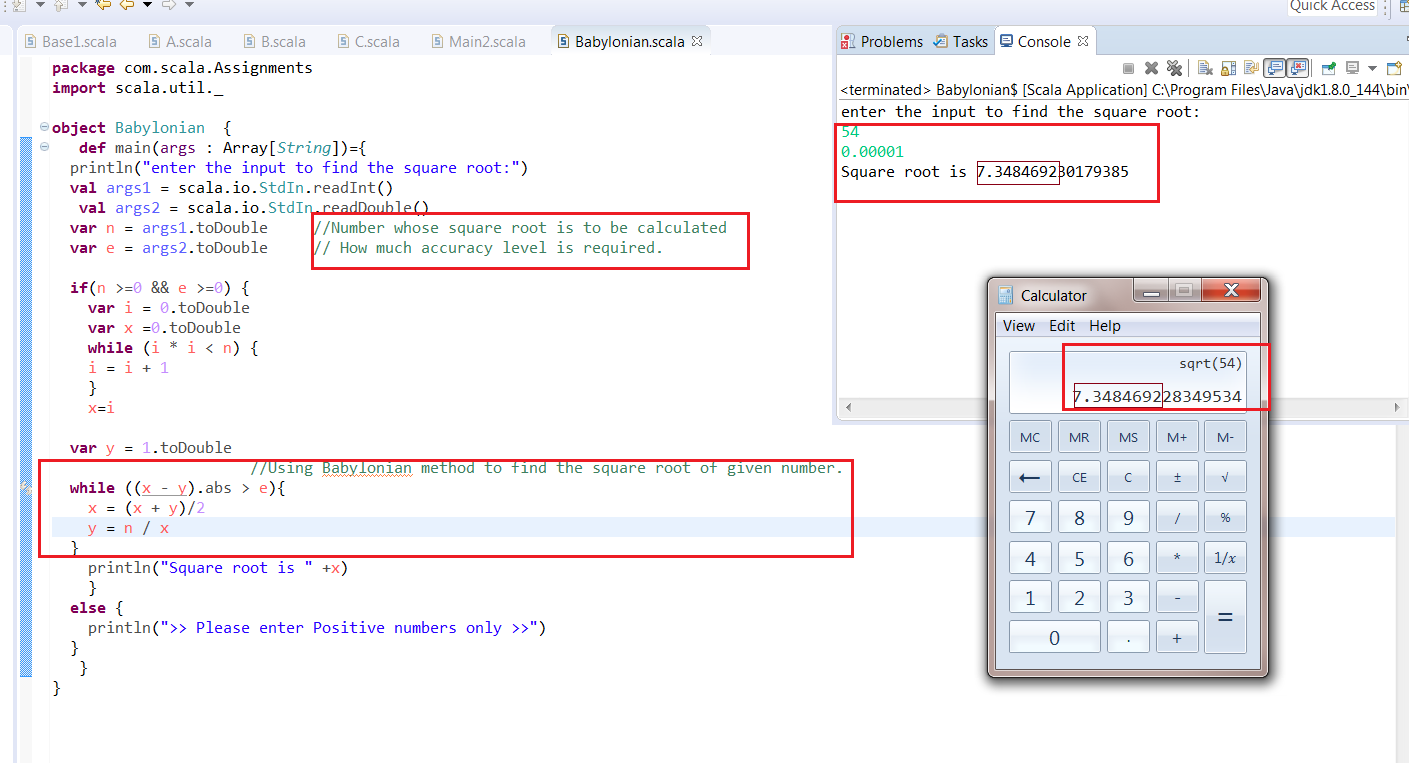 Quick Access
Base1.scala A.scala B.scala C.scala Main2.scala Babylonian.scala
package com.scala.Assignments
import scala.util._
object Babylonian {
def main(args : Array[String])={
println("enter the input to find the square root:")
val args1 = scala.io.StdIn.readInt()
val args2 = scala.io.StdIn.readDouble()
var n = args1.toDouble //Number whose square root is to be calculated
var e = args2.toDouble // How much accuracy level is required.
if(n >=0 && e >=0) {
var i = 0.toDouble
var x =0.toDouble
while (i * i < n) {
i = i + 1
}
x=i
var y = 1.toDouble
//Using Babylonian method to find the square root of given number.
while ((x - y).abs > e){
x = (x + y)/2
y = n / x
}
println("Square root is " +x)
}
else {
println(">> Please enter Positive numbers only >>")
}
}
}
Problems Tasks Console
<terminated> Babylonian$ [Scala Application] C:\Program Files\Java\jdk1.8.0_144\bin\
enter the input to find the square root:
54
0.00001
Square root is 7.348469230179385
Calculator
View Edit Help
sqrt(54)
7.348469228349534
MC MR MS M+ M-
← CE C ± √
7 8 9 / %
4 5 6 * 1/x
1 2 3 - =
0 . +